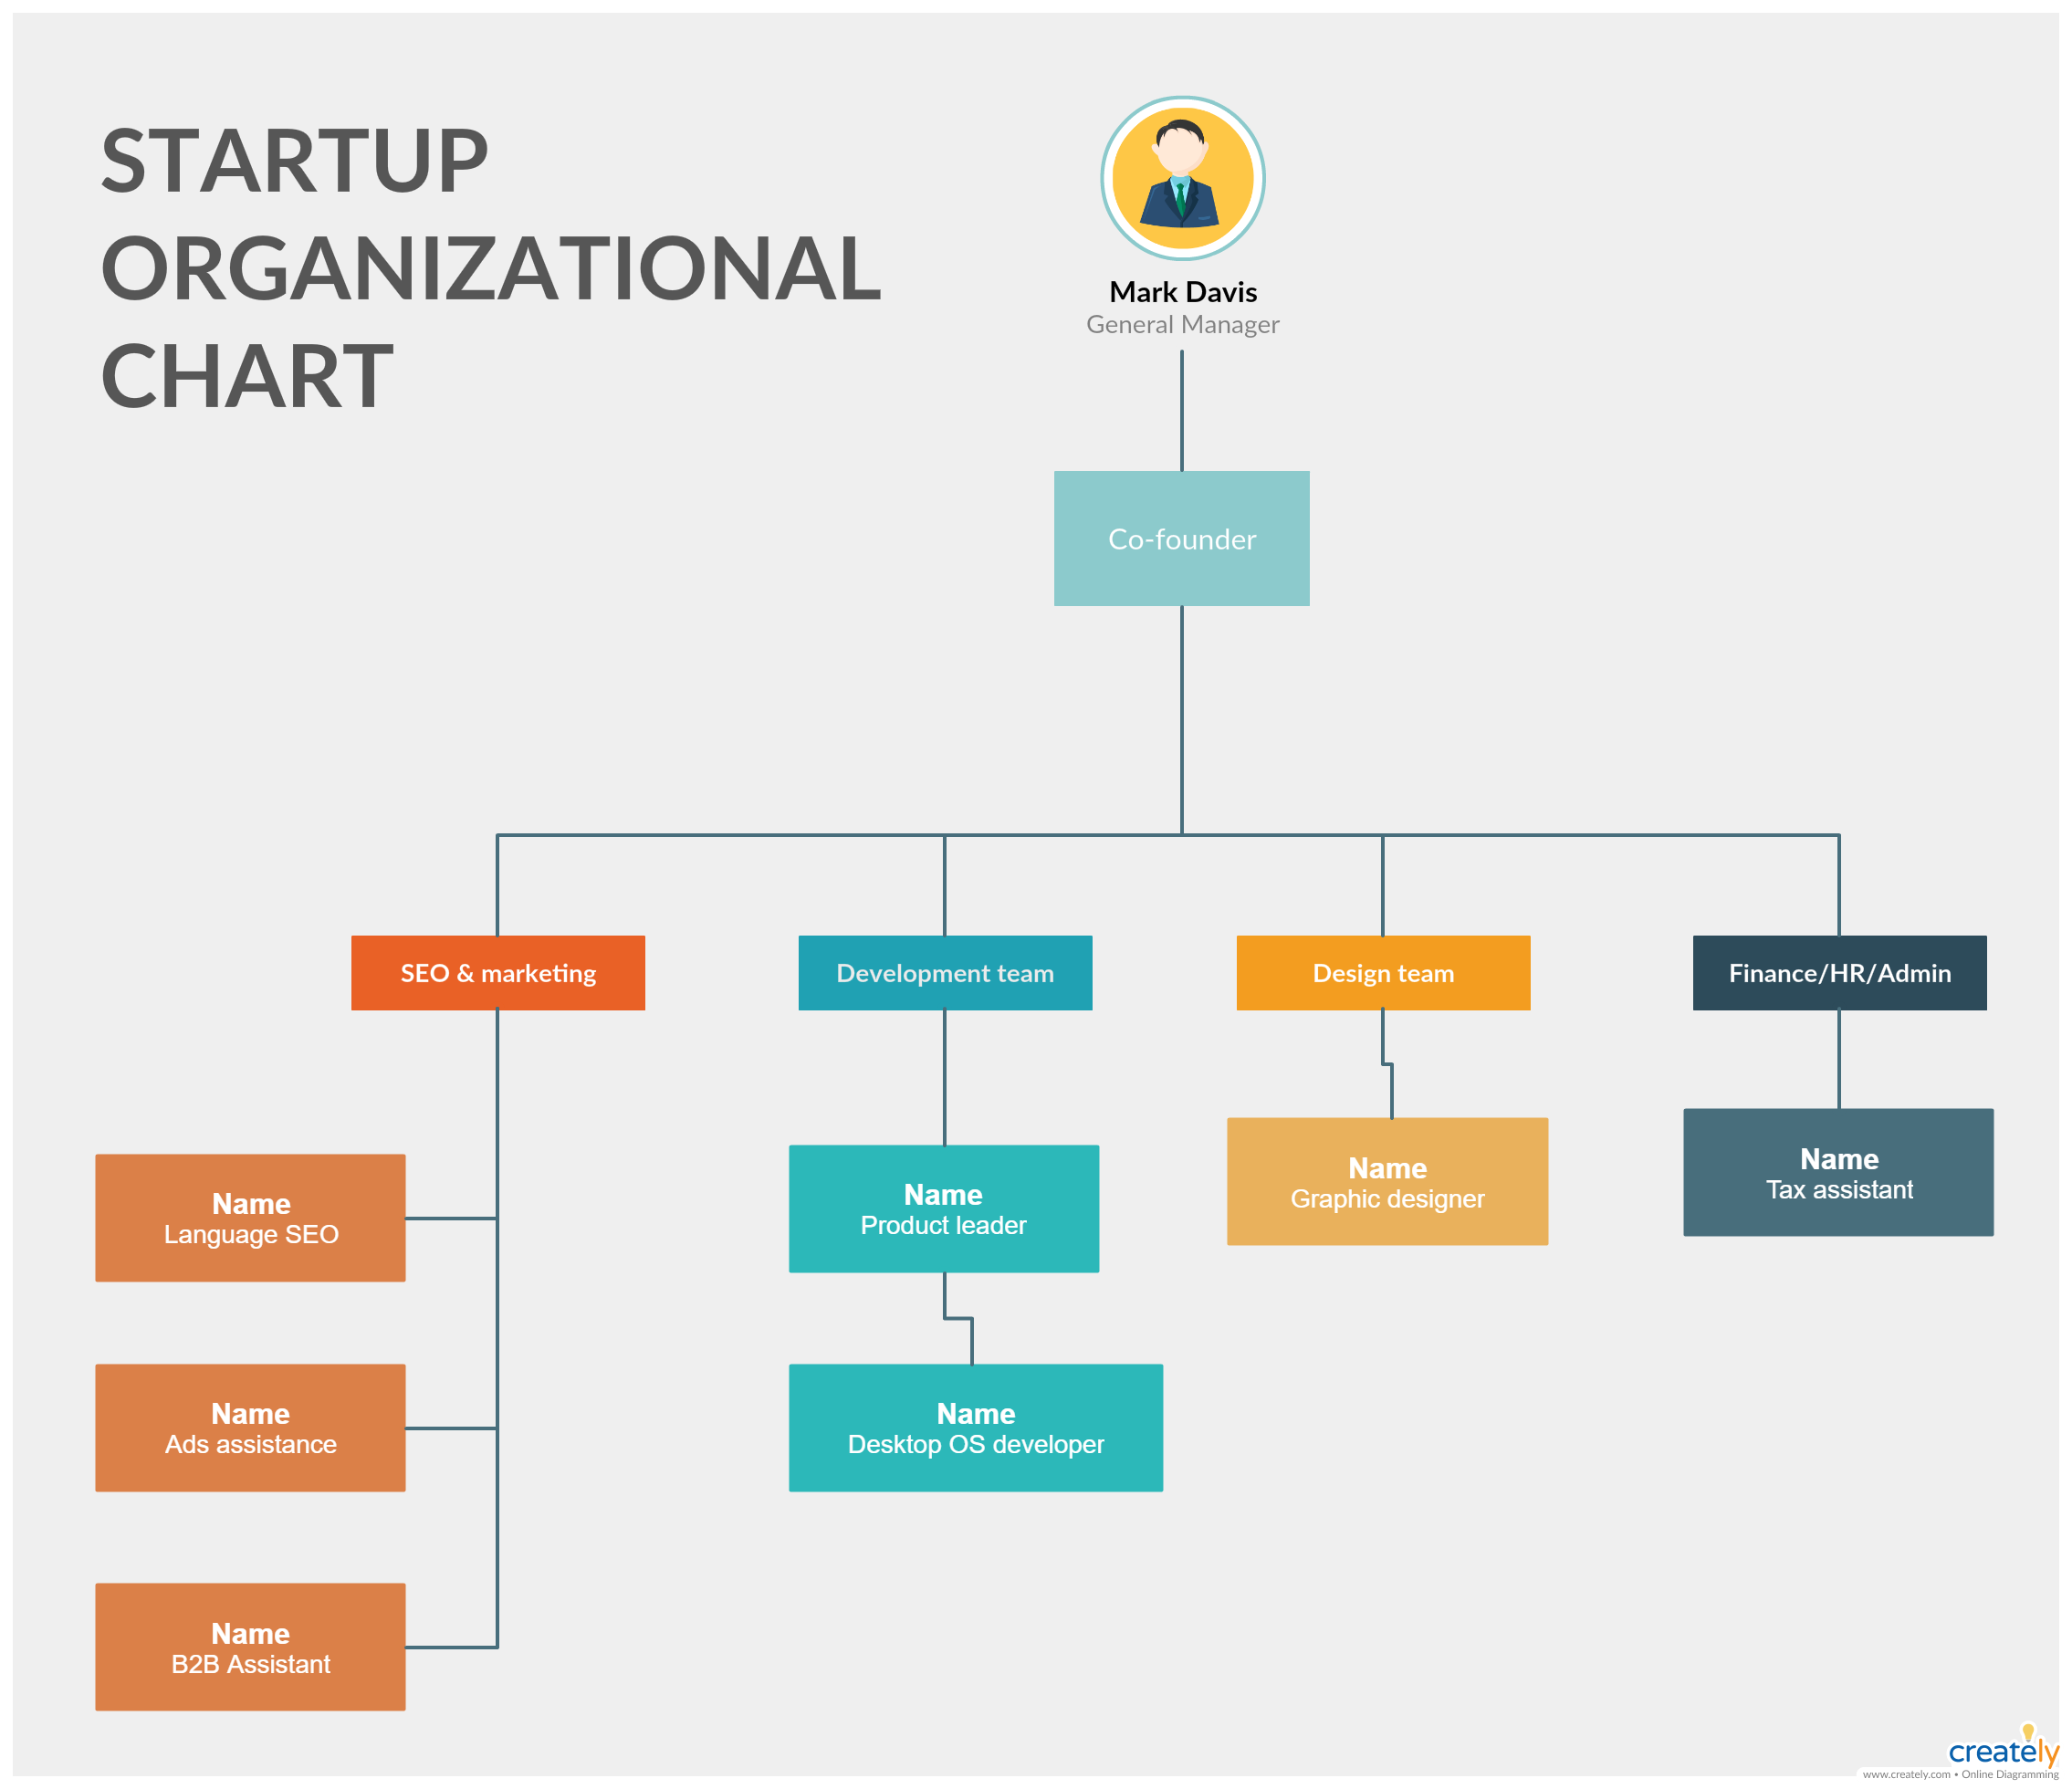 STARTUP
ORGANIZATIONAL
CHART
Mark Davis
General Manager
Co-founder
SEO & marketing
Development team
Design team
Finance/HR/Admin
Name
Language SEO
Name
Product leader
Name
Graphic designer
Name
Tax assistant
Name
Ads assistance
Name
Desktop OS developer
Name
B2B Assistant
creately
www.creately.com • Online Diagramming